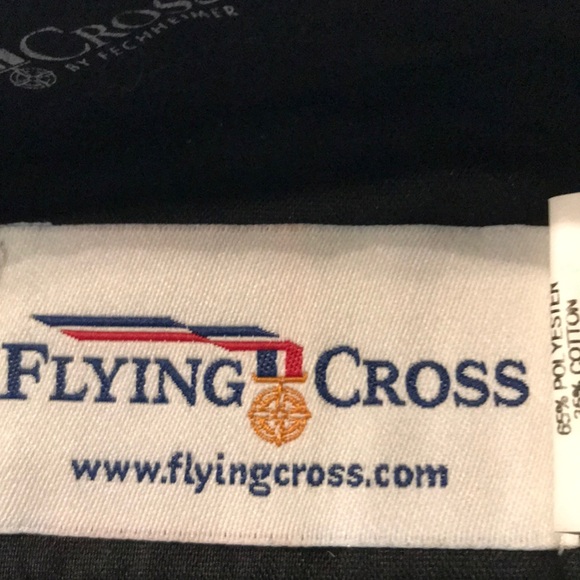 CROSS
BY FECHHEIMER
FLYING CROSS
www.flyingcross.com
65% POLYESTER
35% COTTON